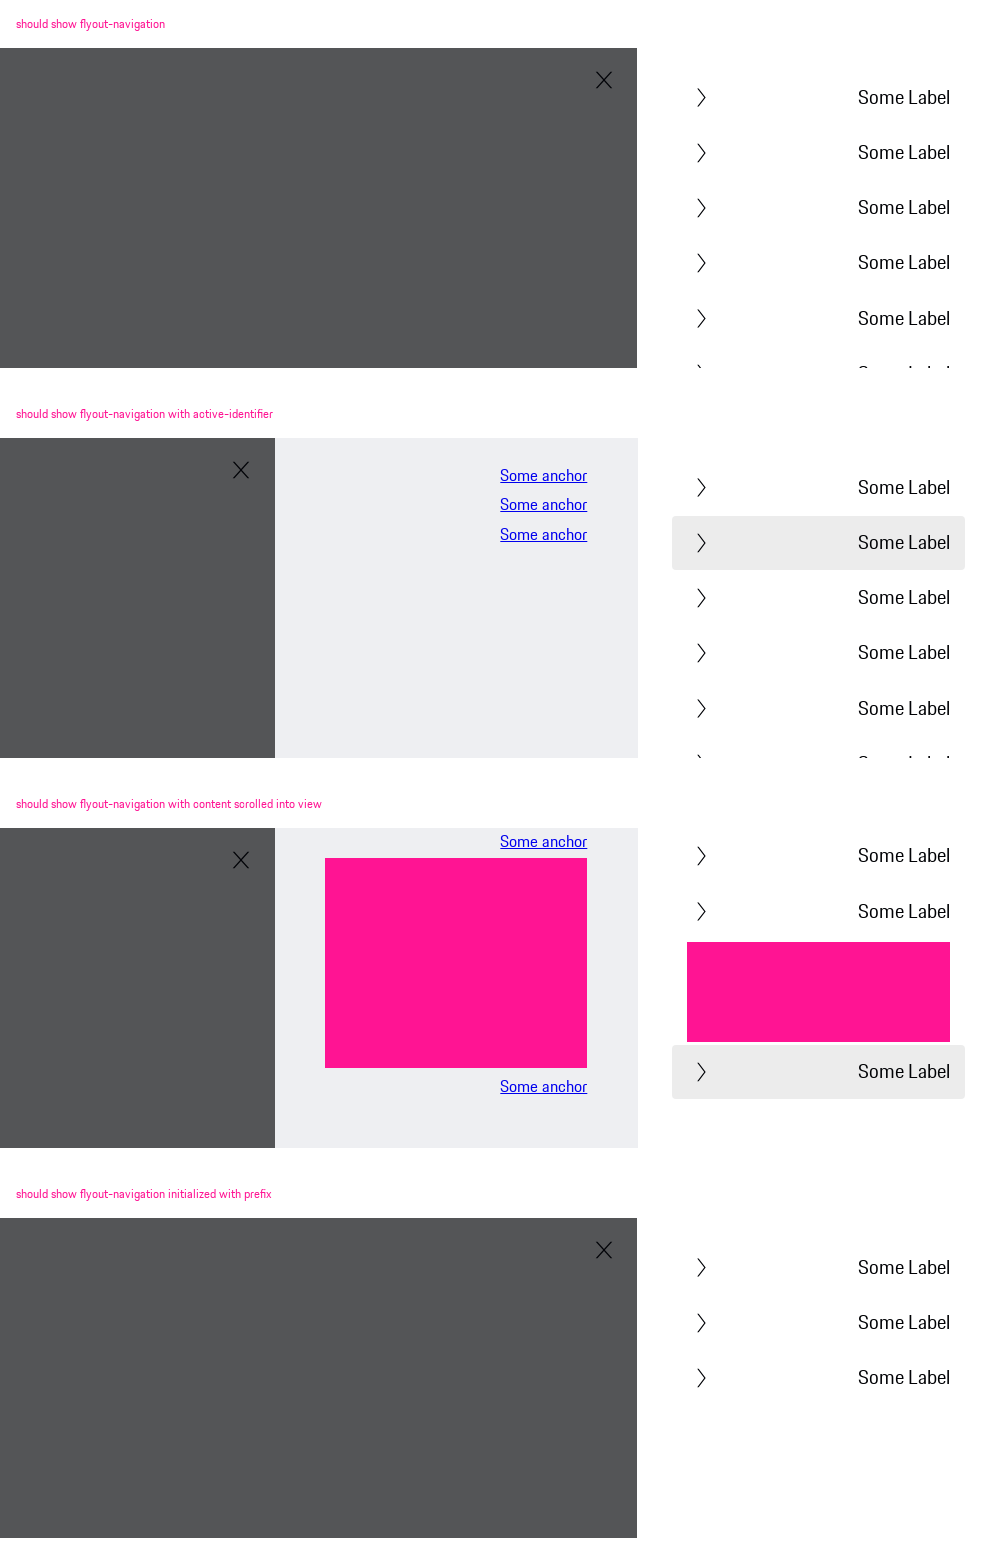 should show flyout-navigation
Some Label
Some Label
Some Label
Some Label
Some Label
should show flyout-navigation with active-identifier
Some anchor
Some anchor
Some anchor
Some Label
Some Label
Some Label
Some Label
Some Label
should show flyout-navigation with content scrolled into view
Some anchor
Some anchor
Some Label
Some Label
Some Label
should show flyout-navigation initialized with prefix
Some Label
Some Label
Some Label